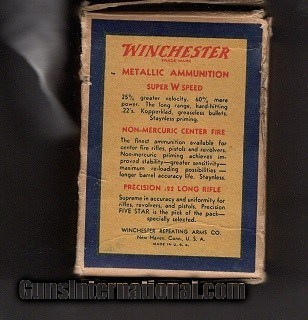 WINCHESTER
TRADE MARK
METALLIC AMMUNITION
SUPER W SPEED
25% greater velocity. 60% more
power. The long range, hard-hitting
.22's. Kopperklad, greaseless bullets.
Staynless priming.
NON-MERCURIC CENTER FIRE
The finest ammunition available for
center fire rifles, pistols and revolvers.
Non-mercuric priming achieves im-
proved stability—greater sensitivity—
maximum re-loading possibilities—
longer barrel accuracy life. Staynless.
PRECISION .22 LONG RIFLE
Supreme in accuracy and uniformity for
rifles, revolvers, and pistols. Precision
FIVE STAR is the pick of the pack—
specially selected.
WINCHESTER REPEATING ARMS CO.
New Haven, Conn., U. S. A.
MADE IN U. S. A.
GunsInternational.com